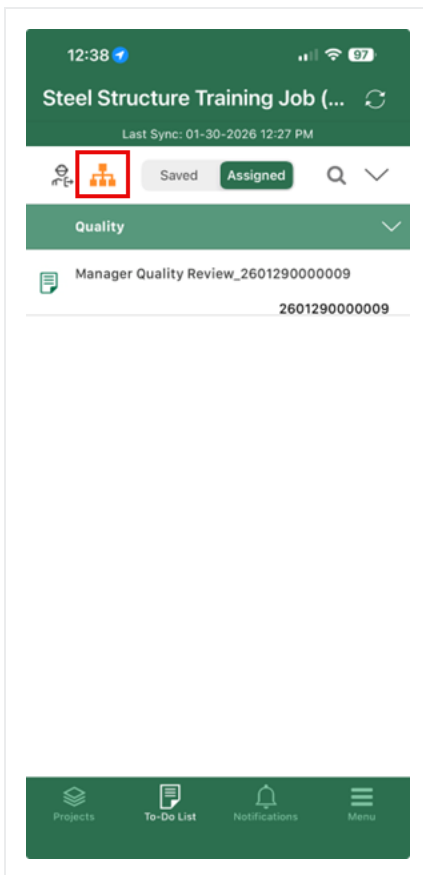 12:38 97
Steel Structure Training Job (...
Last Sync: 01-30-2026 12:27 PM
Saved Assigned
Quality
Manager Quality Review_2601290000009
2601290000009
Projects To-Do List Notifications Menu